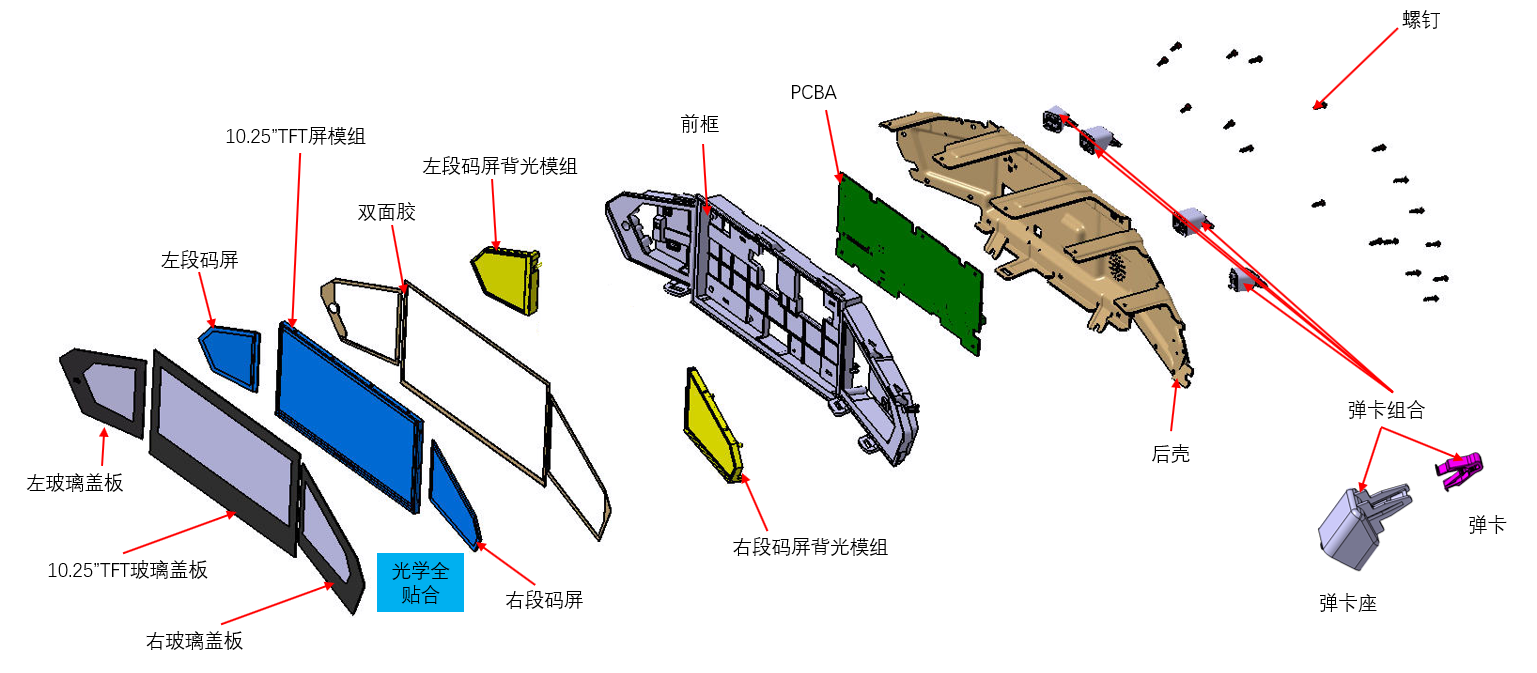 螺钉
PCBA
前框
10.25”TFT屏模组
左段码屏背光模组
双面胶
左段码屏
弹卡组合
后壳
左玻璃盖板
弹卡
右段码屏背光模组
10.25”TFT玻璃盖板
光学全
贴合
右段码屏
弹卡座
右玻璃盖板